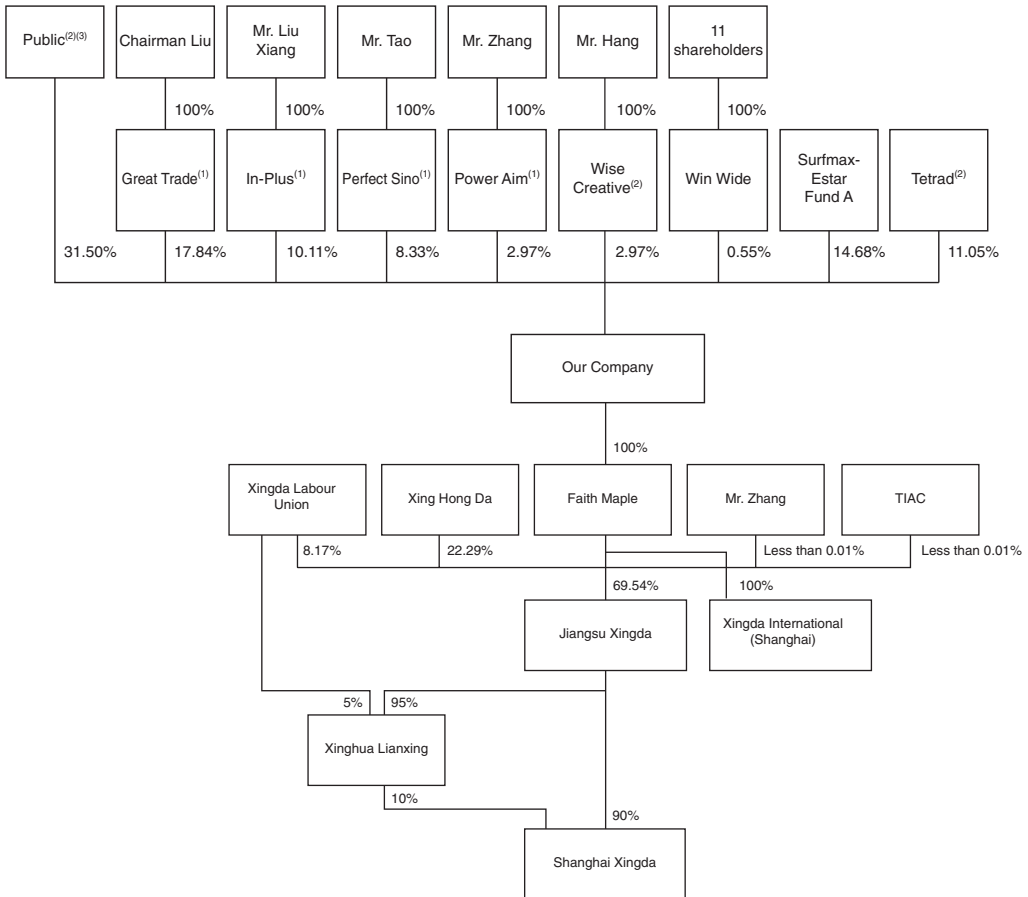 Public(2)(3)
Chairman Liu
Mr. Liu
Xiang
Mr. Tao
Mr. Zhang
Mr. Hang
11
shareholders
100%
100%
100%
100%
100%
100%
Great Trade(1)
In-Plus(1)
Perfect Sino(1)
Power Aim(1)
Wise
Creative(2)
Win Wide
Surfmax-
Estar
Fund A
Tetrad(2)
31.50%
17.84%
10.11%
8.33%
2.97%
2.97%
0.55%
14.68%
11.05%
Our Company
100%
Xingda Labour
Union
Xing Hong Da
Faith Maple
Mr. Zhang
TIAC
8.17%
22.29%
Less than 0.01%
Less than 0.01%
69.54%
100%
Jiangsu Xingda
Xingda International
(Shanghai)
5%
95%
Xinghua Lianxing
10%
90%
Shanghai Xingda